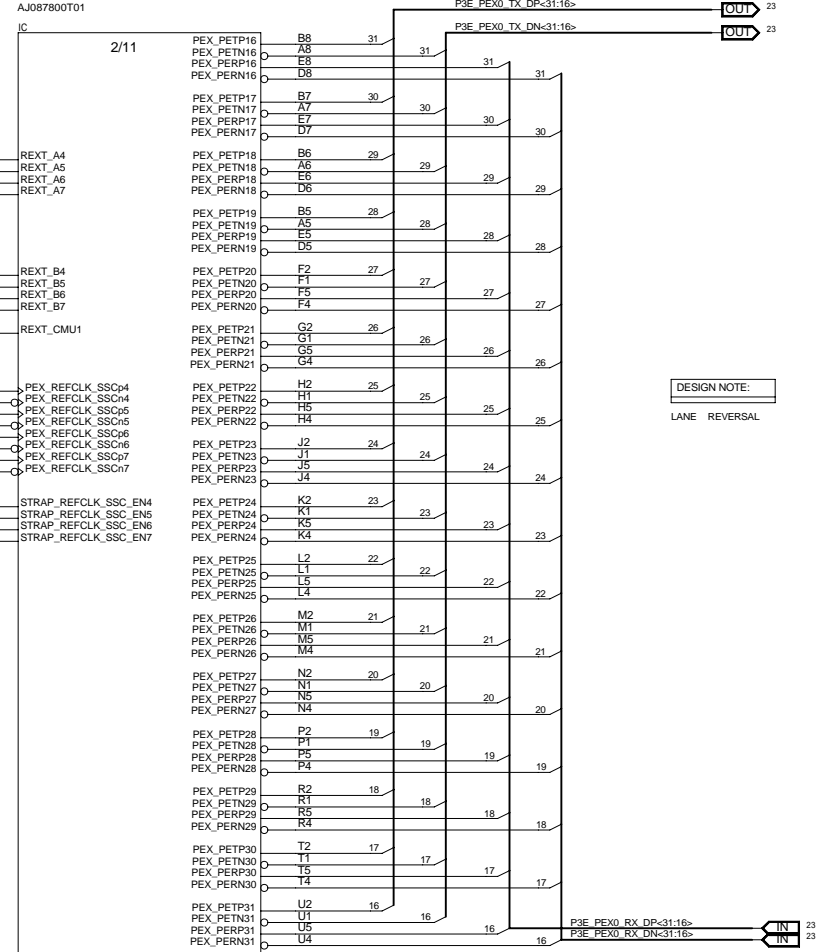 AJ087800T01
P3E_PEX0_TX_DP<31:16> OUT 23
P3E_PEX0_TX_DN<31:16> OUT 23
IC
2/11
PEX_PETP16 B8 31
PEX_PETN16 A8 31
PEX_PERP16 E8 31
PEX_PERN16 D8 31
PEX_PETP17 B7 30
PEX_PETN17 A7 30
PEX_PERP17 E7 30
PEX_PERN17 D7 30
REXT_A4 PEX_PETP18 B6 29
REXT_A5 PEX_PETN18 A6 29
REXT_A6 PEX_PERP18 E6 29
REXT_A7 PEX_PERN18 D6 29
PEX_PETP19 B5 28
PEX_PETN19 A5 28
PEX_PERP19 E5 28
PEX_PERN19 D5 28
REXT_B4 PEX_PETP20 F2 27
REXT_B5 PEX_PETN20 F1 27
REXT_B6 PEX_PERP20 F5 27
REXT_B7 PEX_PERN20 F4 27
REXT_CMU1 PEX_PETP21 G2 26
PEX_PETN21 G1 26
PEX_PERP21 G5 26
PEX_PERN21 G4 26
PEX_REFCLK_SSCp4 PEX_PETP22 H2 25
PEX_REFCLK_SSCn4 PEX_PETN22 H1 25
PEX_REFCLK_SSCp5 PEX_PERP22 H5 25
PEX_REFCLK_SSCn5 PEX_PERN22 H4 25
PEX_REFCLK_SSCp6 PEX_PETP23 J2 24
PEX_REFCLK_SSCn6 PEX_PETN23 J1 24
PEX_REFCLK_SSCp7 PEX_PERP23 J5 24
PEX_REFCLK_SSCn7 PEX_PERN23 J4 24
DESIGN NOTE:
LANE REVERSAL
STRAP_REFCLK_SSC_EN4 PEX_PETP24 K2 23
STRAP_REFCLK_SSC_EN5 PEX_PETN24 K1 23
STRAP_REFCLK_SSC_EN6 PEX_PERP24 K5 23
STRAP_REFCLK_SSC_EN7 PEX_PERN24 K4 23
PEX_PETP25 L2 22
PEX_PETN25 L1 22
PEX_PERP25 L5 22
PEX_PERN25 L4 22
PEX_PETP26 M2 21
PEX_PETN26 M1 21
PEX_PERP26 M5 21
PEX_PERN26 M4 21
PEX_PETP27 N2 20
PEX_PETN27 N1 20
PEX_PERP27 N5 20
PEX_PERN27 N4 20
PEX_PETP28 P2 19
PEX_PETN28 P1 19
PEX_PERP28 P5 19
PEX_PERN28 P4 19
PEX_PETP29 R2 18
PEX_PETN29 R1 18
PEX_PERP29 R5 18
PEX_PERN29 R4 18
PEX_PETP30 T2 17
PEX_PETN30 T1 17
PEX_PERP30 T5 17
PEX_PERN30 T4 17
PEX_PETP31 U2 16
PEX_PETN31 U1 16
PEX_PERP31 U5 16
PEX_PERN31 U4 16
P3E_PEX0_RX_DP<31:16> IN 23
P3E_PEX0_RX_DN<31:16> IN 23